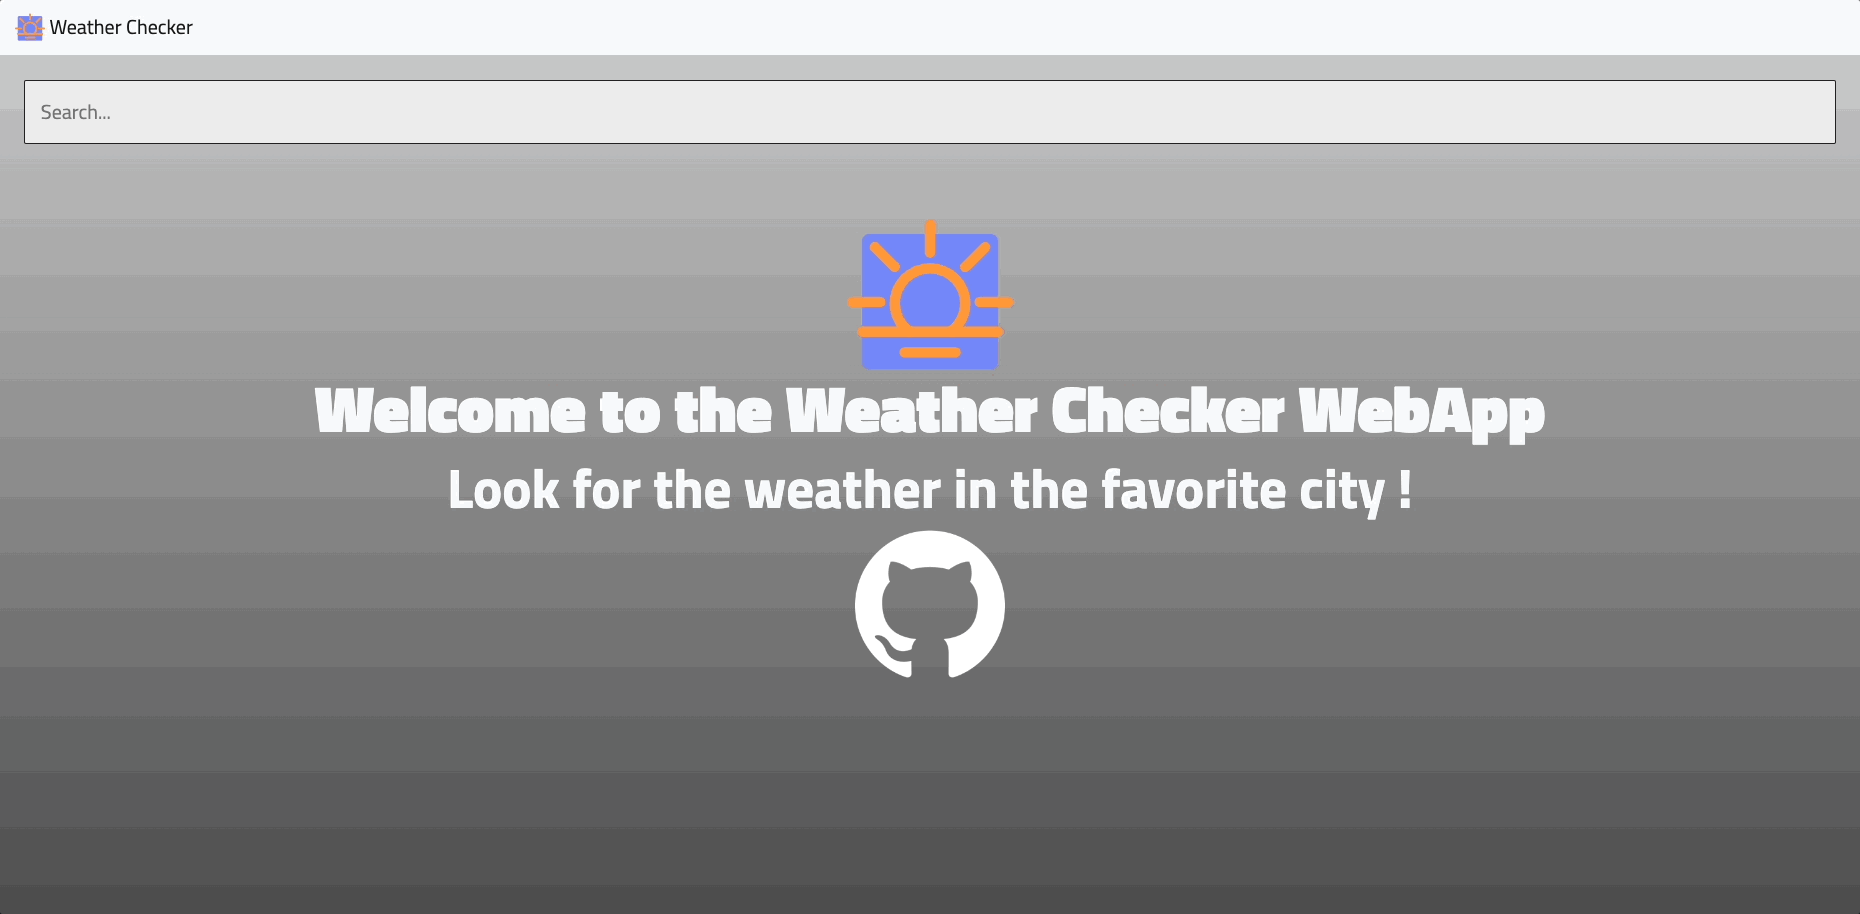 Weather Checker
Search...
Welcome to the Weather Checker WebApp
Look for the weather in the favorite city !